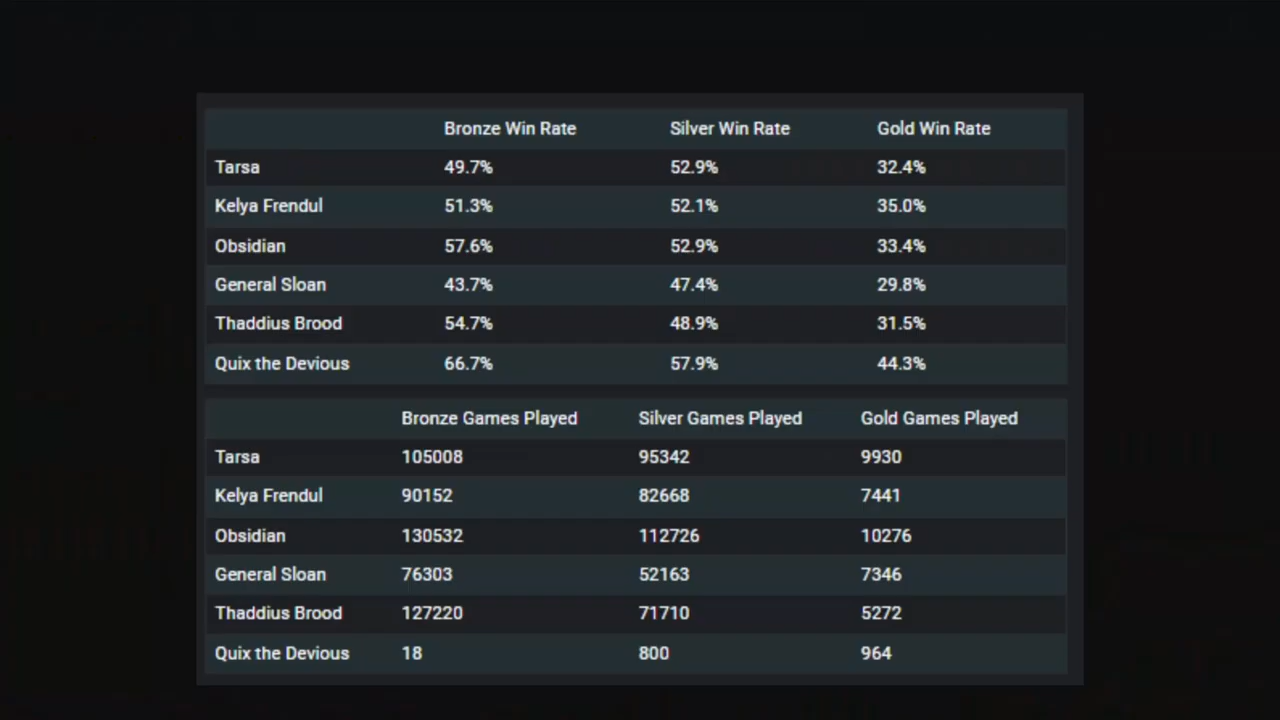 Bronze Win Rate Silver Win Rate Gold Win Rate
Tarsa 49.7% 52.9% 32.4%
Kelya Frendul 51.3% 52.1% 35.0%
Obsidian 57.6% 52.9% 33.4%
General Sloan 43.7% 47.4% 29.8%
Thaddius Brood 54.7% 48.9% 31.5%
Quix the Devious 66.7% 57.9% 44.3%
Bronze Games Played Silver Games Played Gold Games Played
Tarsa 105008 95342 9930
Kelya Frendul 90152 82668 7441
Obsidian 130532 112726 10276
General Sloan 76303 52163 7346
Thaddius Brood 127220 71710 5272
Quix the Devious 18 800 964